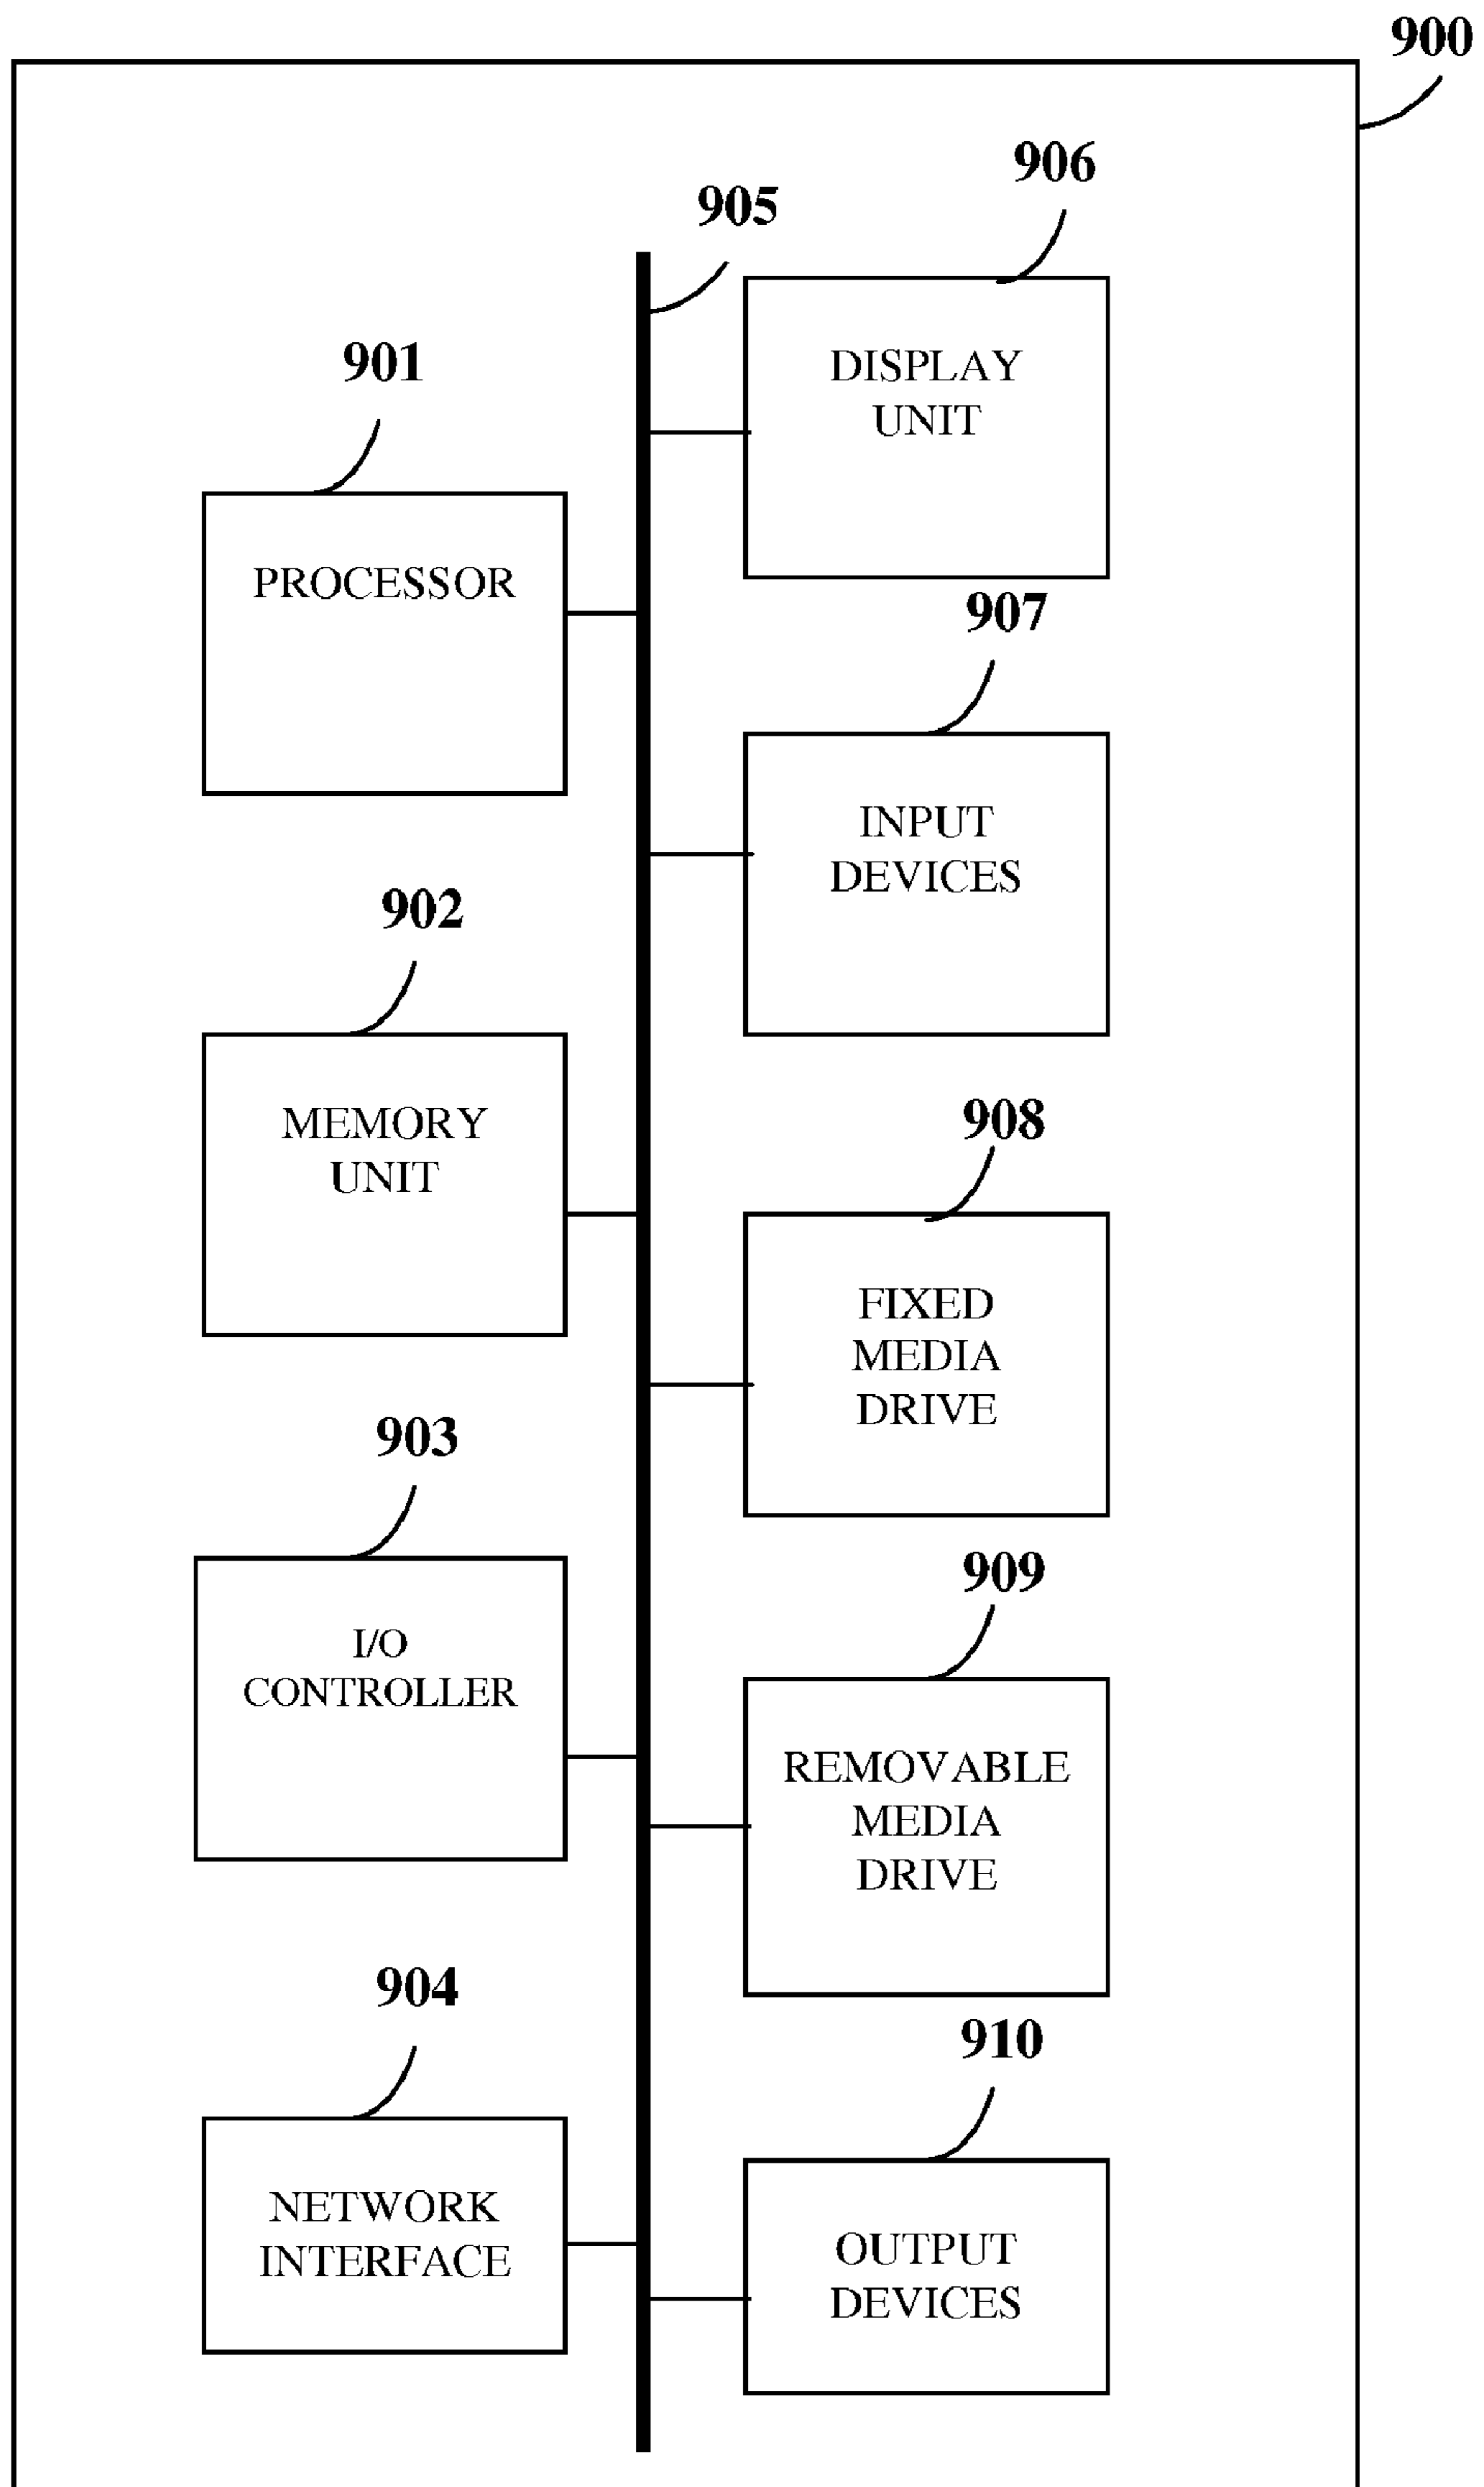 900
906
905
DISPLAY
UNIT
901
PROCESSOR
907
INPUT
DEVICES
902
MEMORY
UNIT
908
FIXED
MEDIA
DRIVE
903
I/O
CONTROLLER
909
REMOVABLE
MEDIA
DRIVE
904
NETWORK
INTERFACE
910
OUTPUT
DEVICES